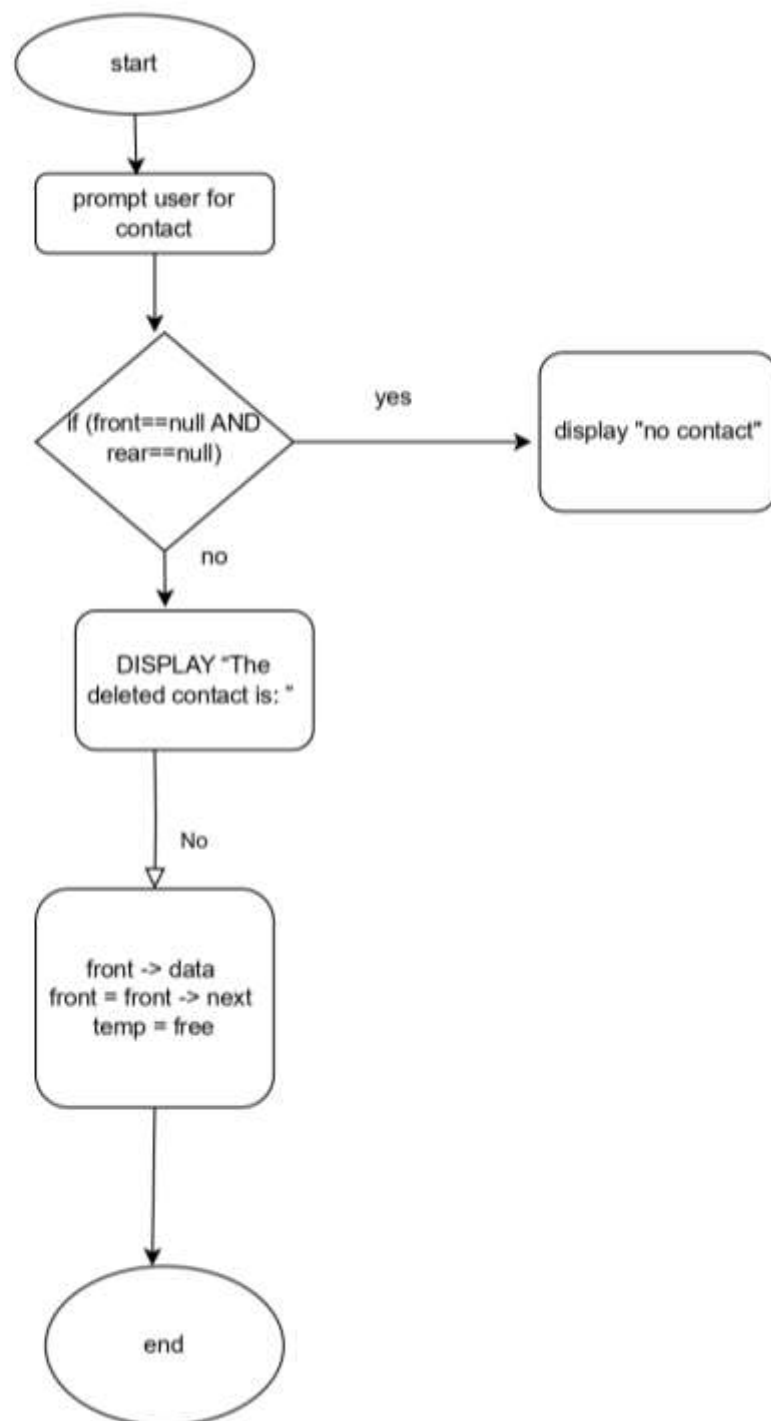 start
prompt user for
contact
if (front==null AND
rear==null)
yes
display "no contact"
no
DISPLAY “The
deleted contact is: ”
No
front -> data
front = front -> next
temp = free
end